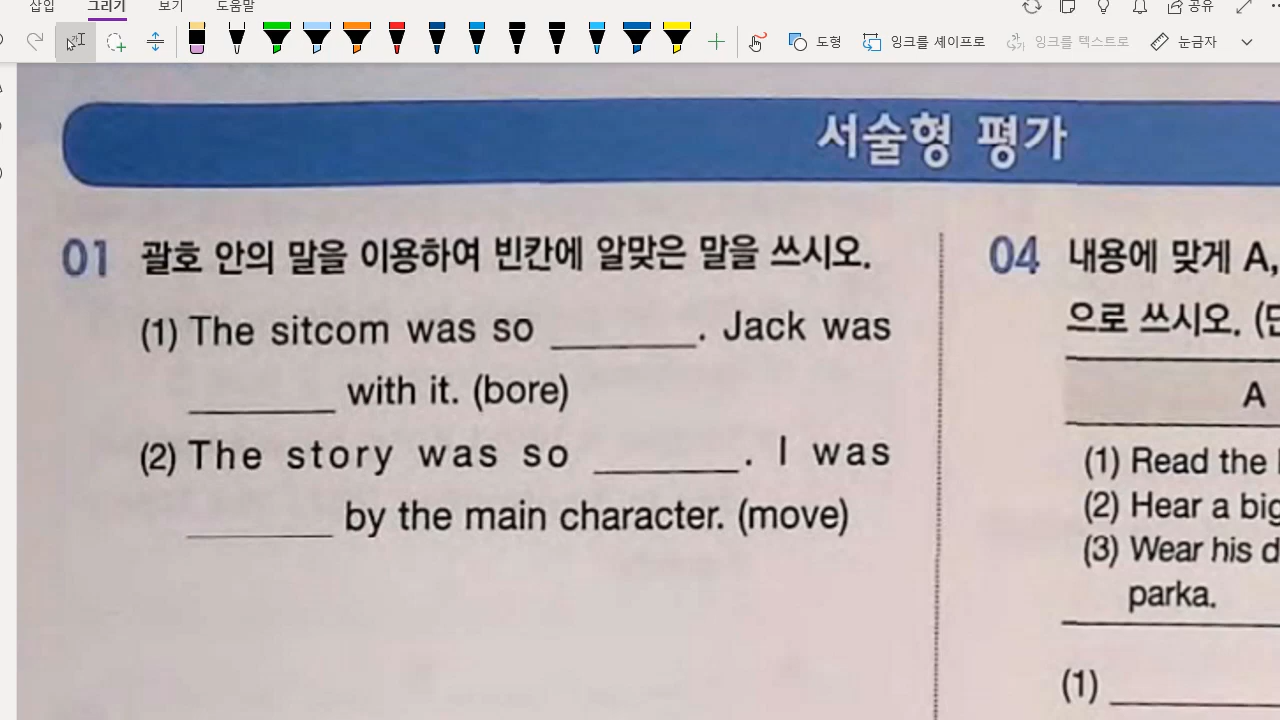 삽입 그리기 보기 도움말 공유
도형 잉크를 셰이프로 잉크를 텍스트로 눈금자
서술형 평가
01 괄호 안의 말을 이용하여 빈칸에 알맞은 말을 쓰시오.
(1) The sitcom was so ______. Jack was
______ with it. (bore)
(2) The story was so ______. I was
______ by the main character. (move)
04 내용에 맞게 A,
으로 쓰시오.
A
(1) Read the
(2) Hear a big
(3) Wear his d
parka.
(1) ______